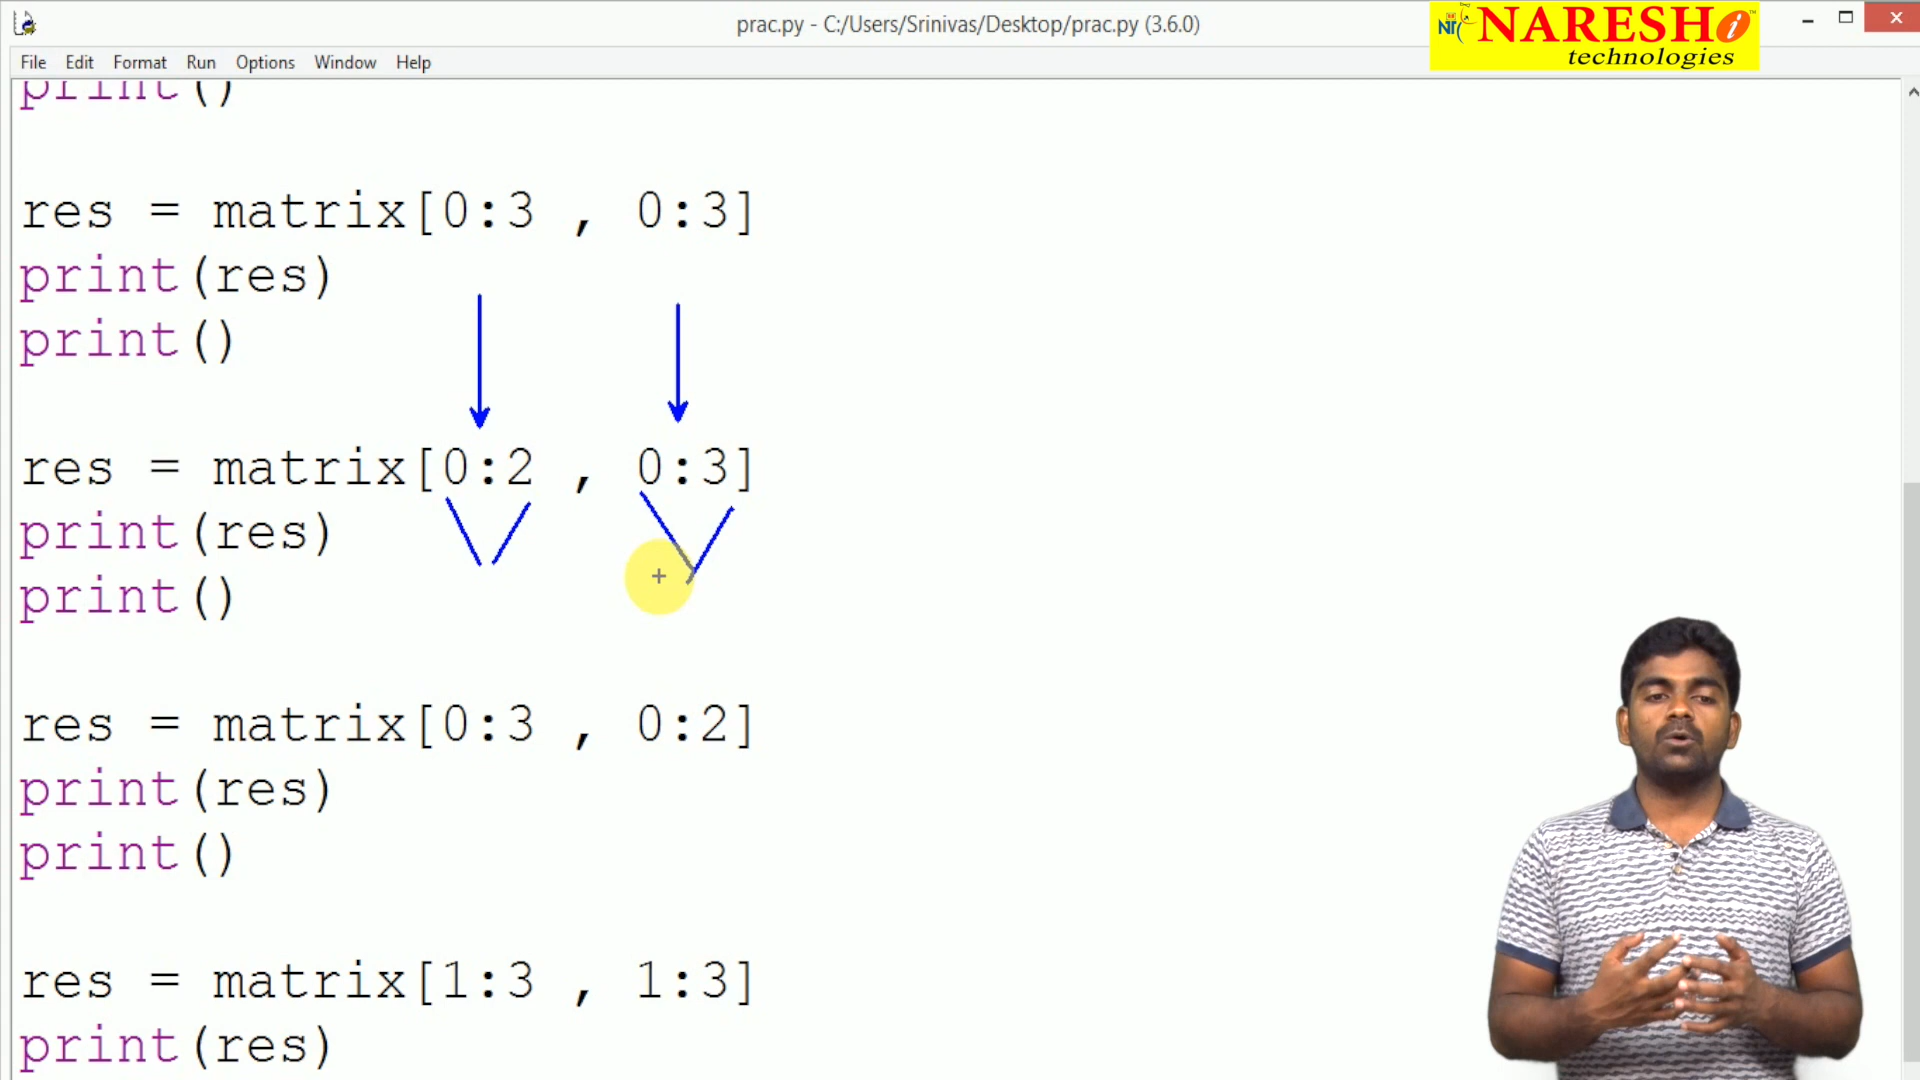 prac.py - C:/Users/Srinivas/Desktop/prac.py (3.6.0)
NARESH i
technologies
File Edit Format Run Options Window Help
print()
res = matrix[0:3 , 0:3]
print(res)
print()
res = matrix[0:2 , 0:3]
print(res)
print()
res = matrix[0:3 , 0:2]
print(res)
print()
res = matrix[1:3 , 1:3]
print(res)